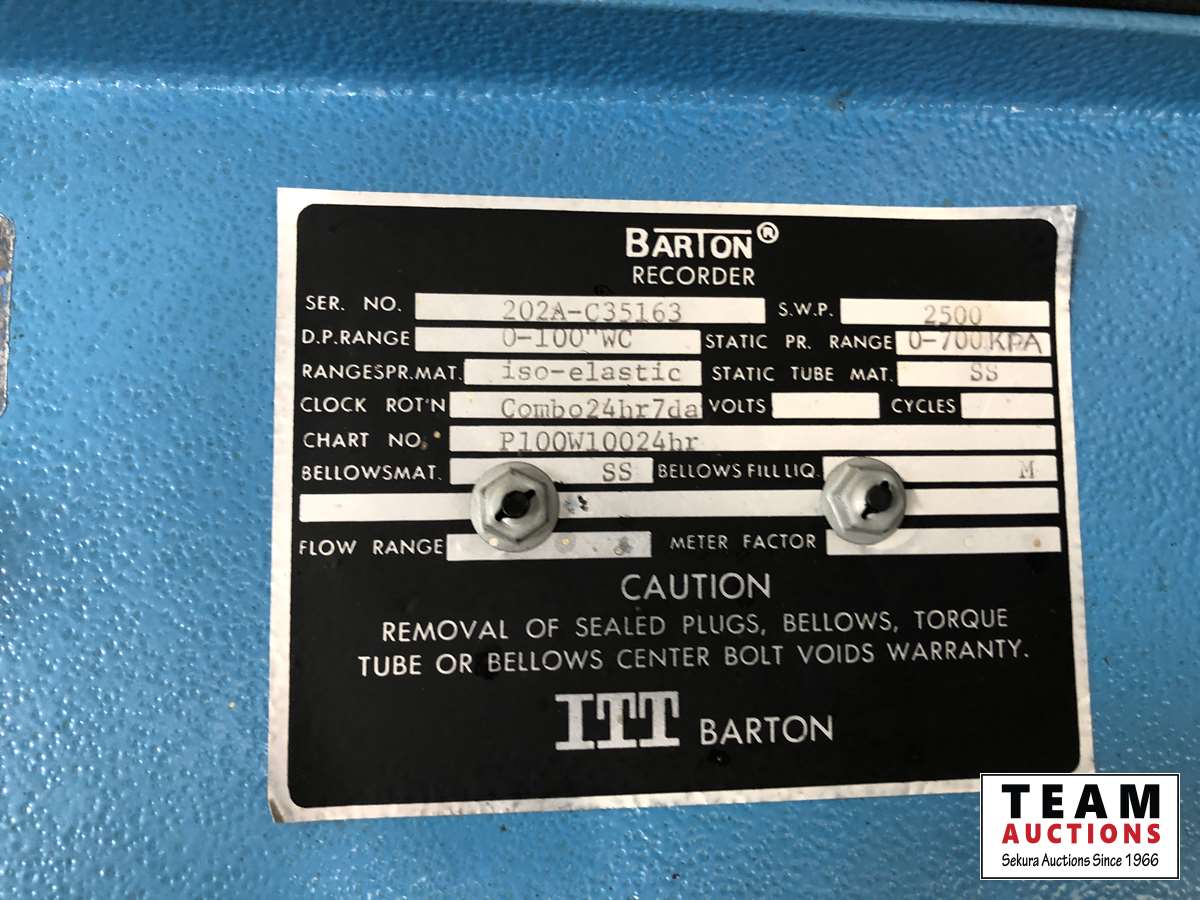 BARTON®
RECORDER
SER. NO. 202A-C35163 S.W.P. 2500
D.P.RANGE 0-100"WC STATIC PR. RANGE 0-700KPA
RANGESPR.MAT. iso-elastic STATIC TUBE MAT. SS
CLOCK ROT'N Combo24hr7da VOLTS CYCLES
CHART NO. P100W10024hr
BELLOWSMAT. SS BELLOWS FILL LIQ. M
FLOW RANGE METER FACTOR
CAUTION
REMOVAL OF SEALED PLUGS, BELLOWS, TORQUE
TUBE OR BELLOWS CENTER BOLT VOIDS WARRANTY.
ITT BARTON
TEAM
AUCTIONS
Sekura Auctions Since 1966